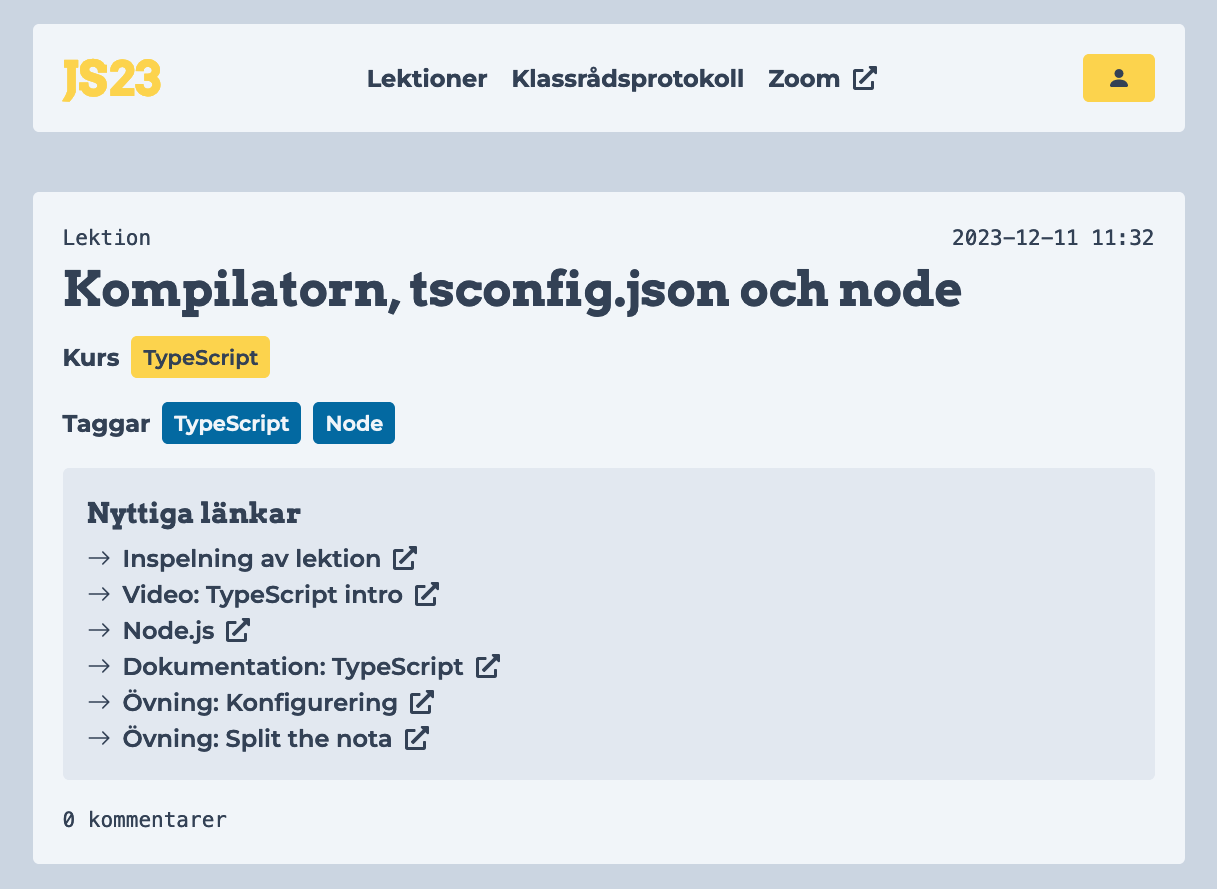 JS23
Lektioner Klassrådsprotokoll Zoom
Lektion 2023-12-11 11:32
Kompilatorn, tsconfig.json och node
Kurs TypeScript
Taggar TypeScript Node
Nyttiga länkar
→ Inspelning av lektion
→ Video: TypeScript intro
→ Node.js
→ Dokumentation: TypeScript
→ Övning: Konfigurering
→ Övning: Split the nota
0 kommentarer